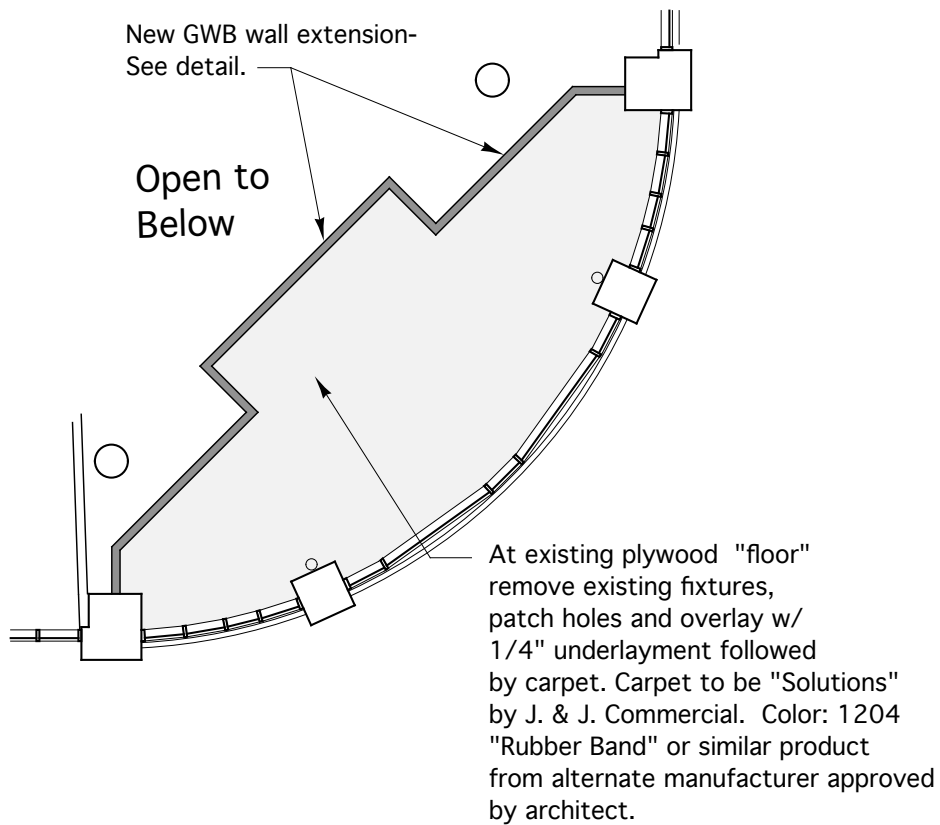 New GWB wall extension-
See detail.
Open to
Below
At existing plywood "floor"
remove existing fixtures,
patch holes and overlay w/
1/4" underlayment followed
by carpet. Carpet to be "Solutions"
by J. & J. Commercial. Color: 1204
"Rubber Band" or similar product
from alternate manufacturer approved
by architect.